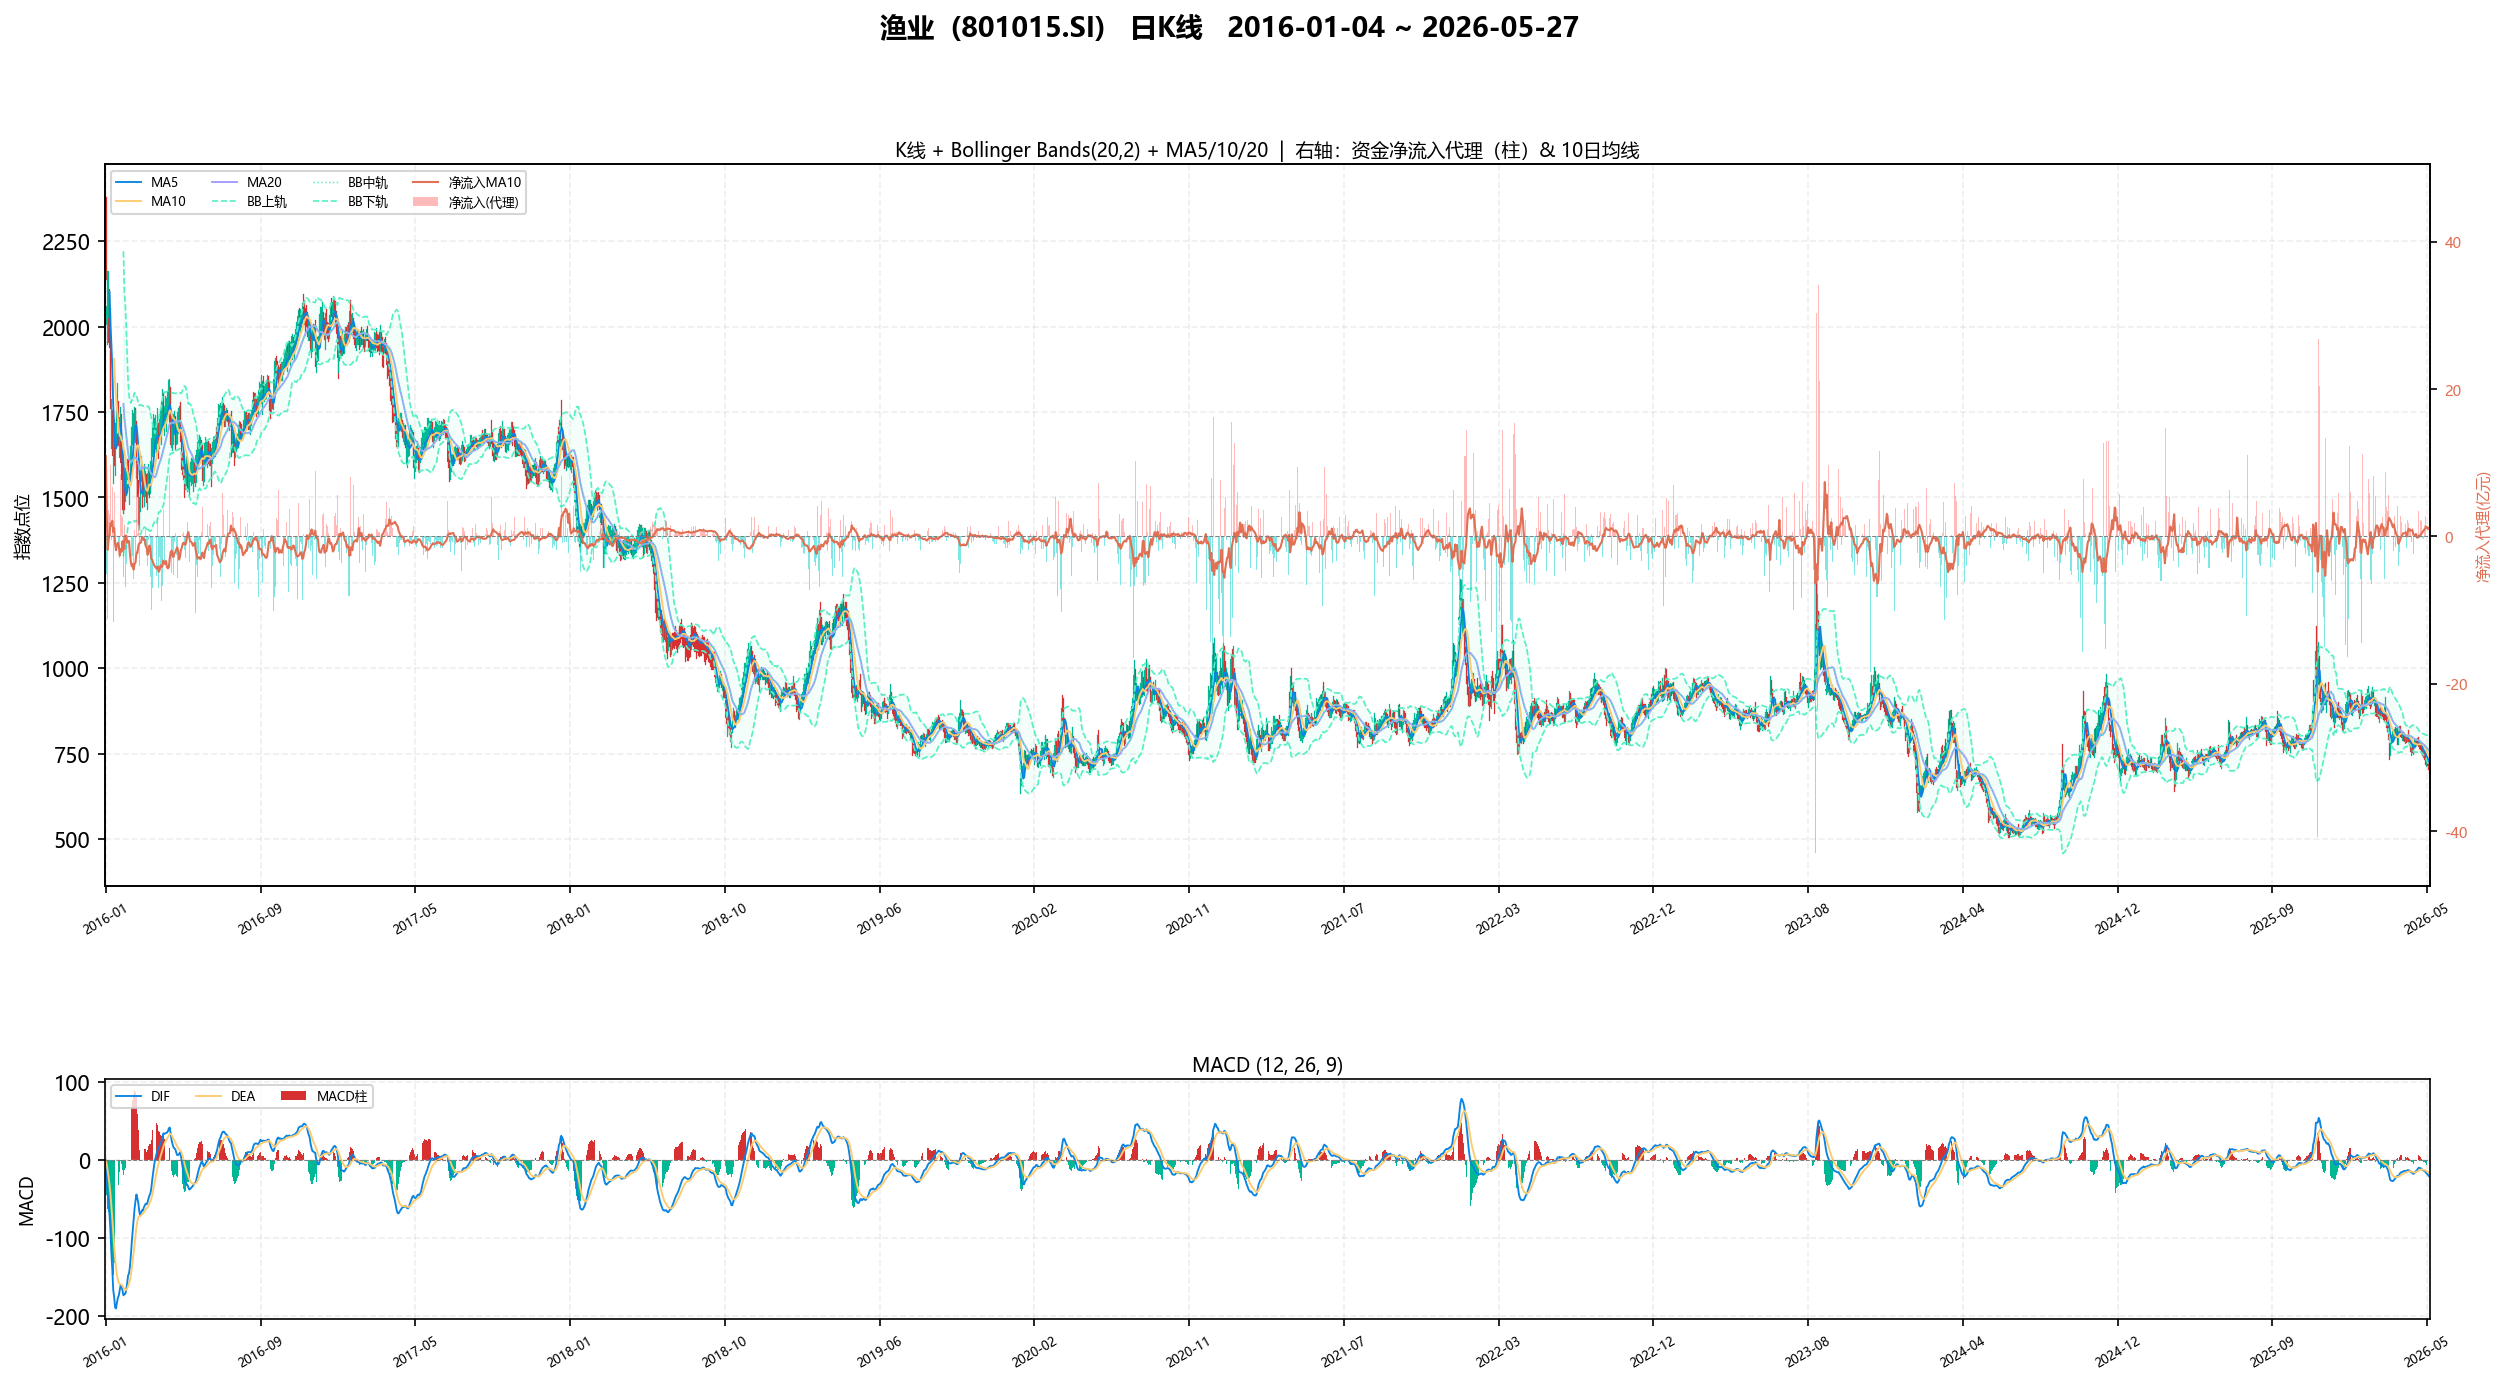 渔业 (801015.SI) 日K线 2016-01-04 ~ 2026-05-27
K线 + Bollinger Bands(20,2) + MA5/10/20 | 右轴：资金净流入代理（柱）& 10日均线
MA5 MA20 BB中轨 净流入MA10
MA10 BB上轨 BB下轨 净流入(代理)
2250
2000
1750
1500
1250
1000
750
500
指数点位
40
20
0
-20
-40
净流入代理(亿元)
2016-01 2016-09 2017-05 2018-01 2018-10 2019-06 2020-02 2020-11 2021-07 2022-03 2022-12 2023-08 2024-04 2024-12 2025-09 2026-05
MACD (12, 26, 9)
DIF DEA MACD柱
100
0
-100
-200
MACD
2016-01 2016-09 2017-05 2018-01 2018-10 2019-06 2020-02 2020-11 2021-07 2022-03 2022-12 2023-08 2024-04 2024-12 2025-09 2026-05